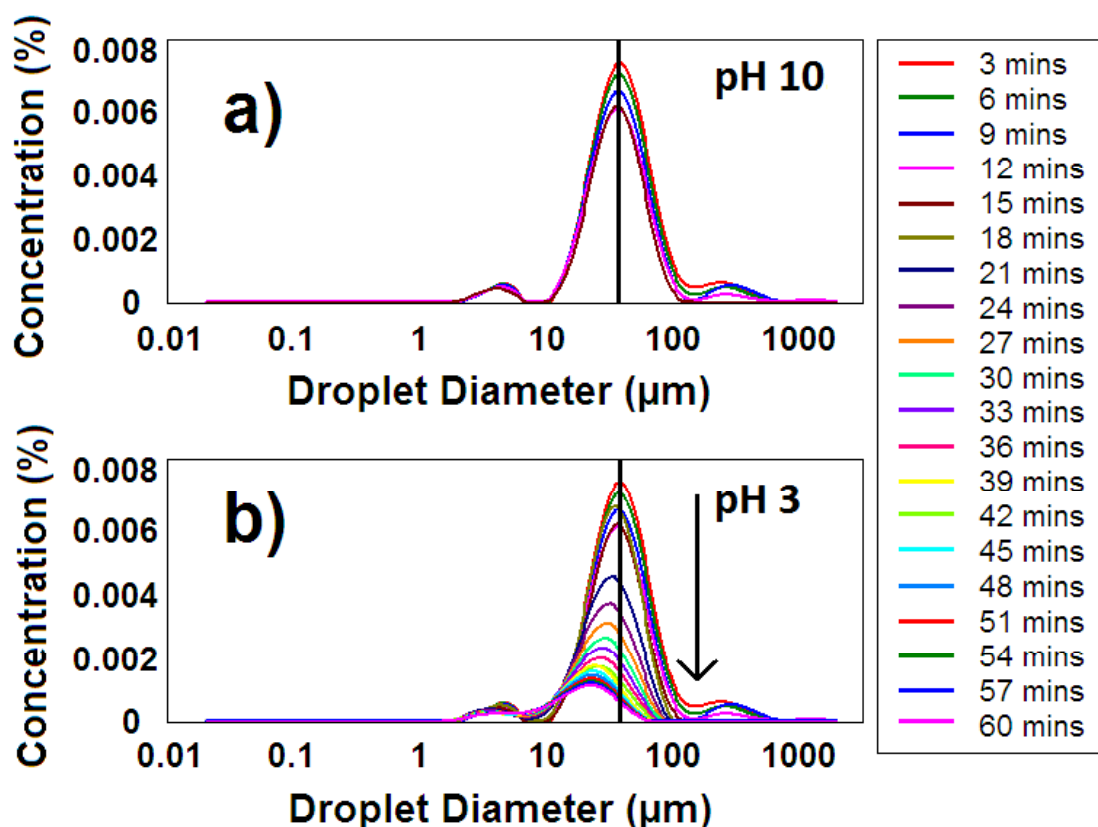 Concentration (%)
0.008
0.006
0.004
0.002
0
a)
pH 10
0.01
0.1
1
10
100
1000
Droplet Diameter (µm)
Concentration (%)
0.008
0.006
0.004
0.002
0
b)
pH 3
0.01
0.1
1
10
100
1000
Droplet Diameter (µm)
3 mins
6 mins
9 mins
12 mins
15 mins
18 mins
21 mins
24 mins
27 mins
30 mins
33 mins
36 mins
39 mins
42 mins
45 mins
48 mins
51 mins
54 mins
57 mins
60 mins